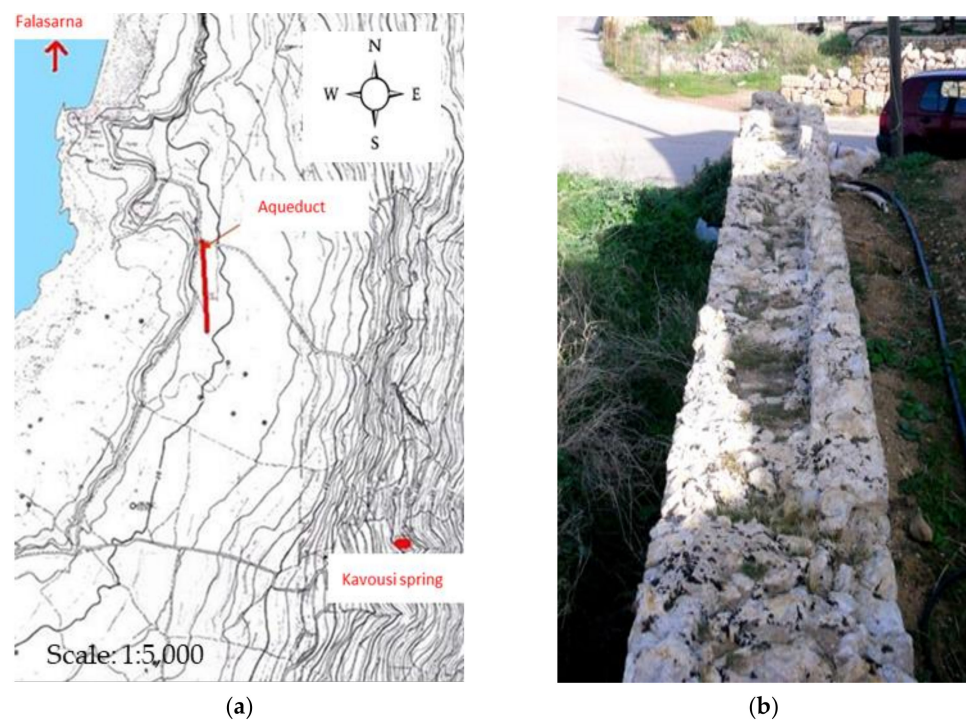 Falasarna
N
W E
S
Aqueduct
Kavousi spring
Scale: 1:5,000
(a) (b)